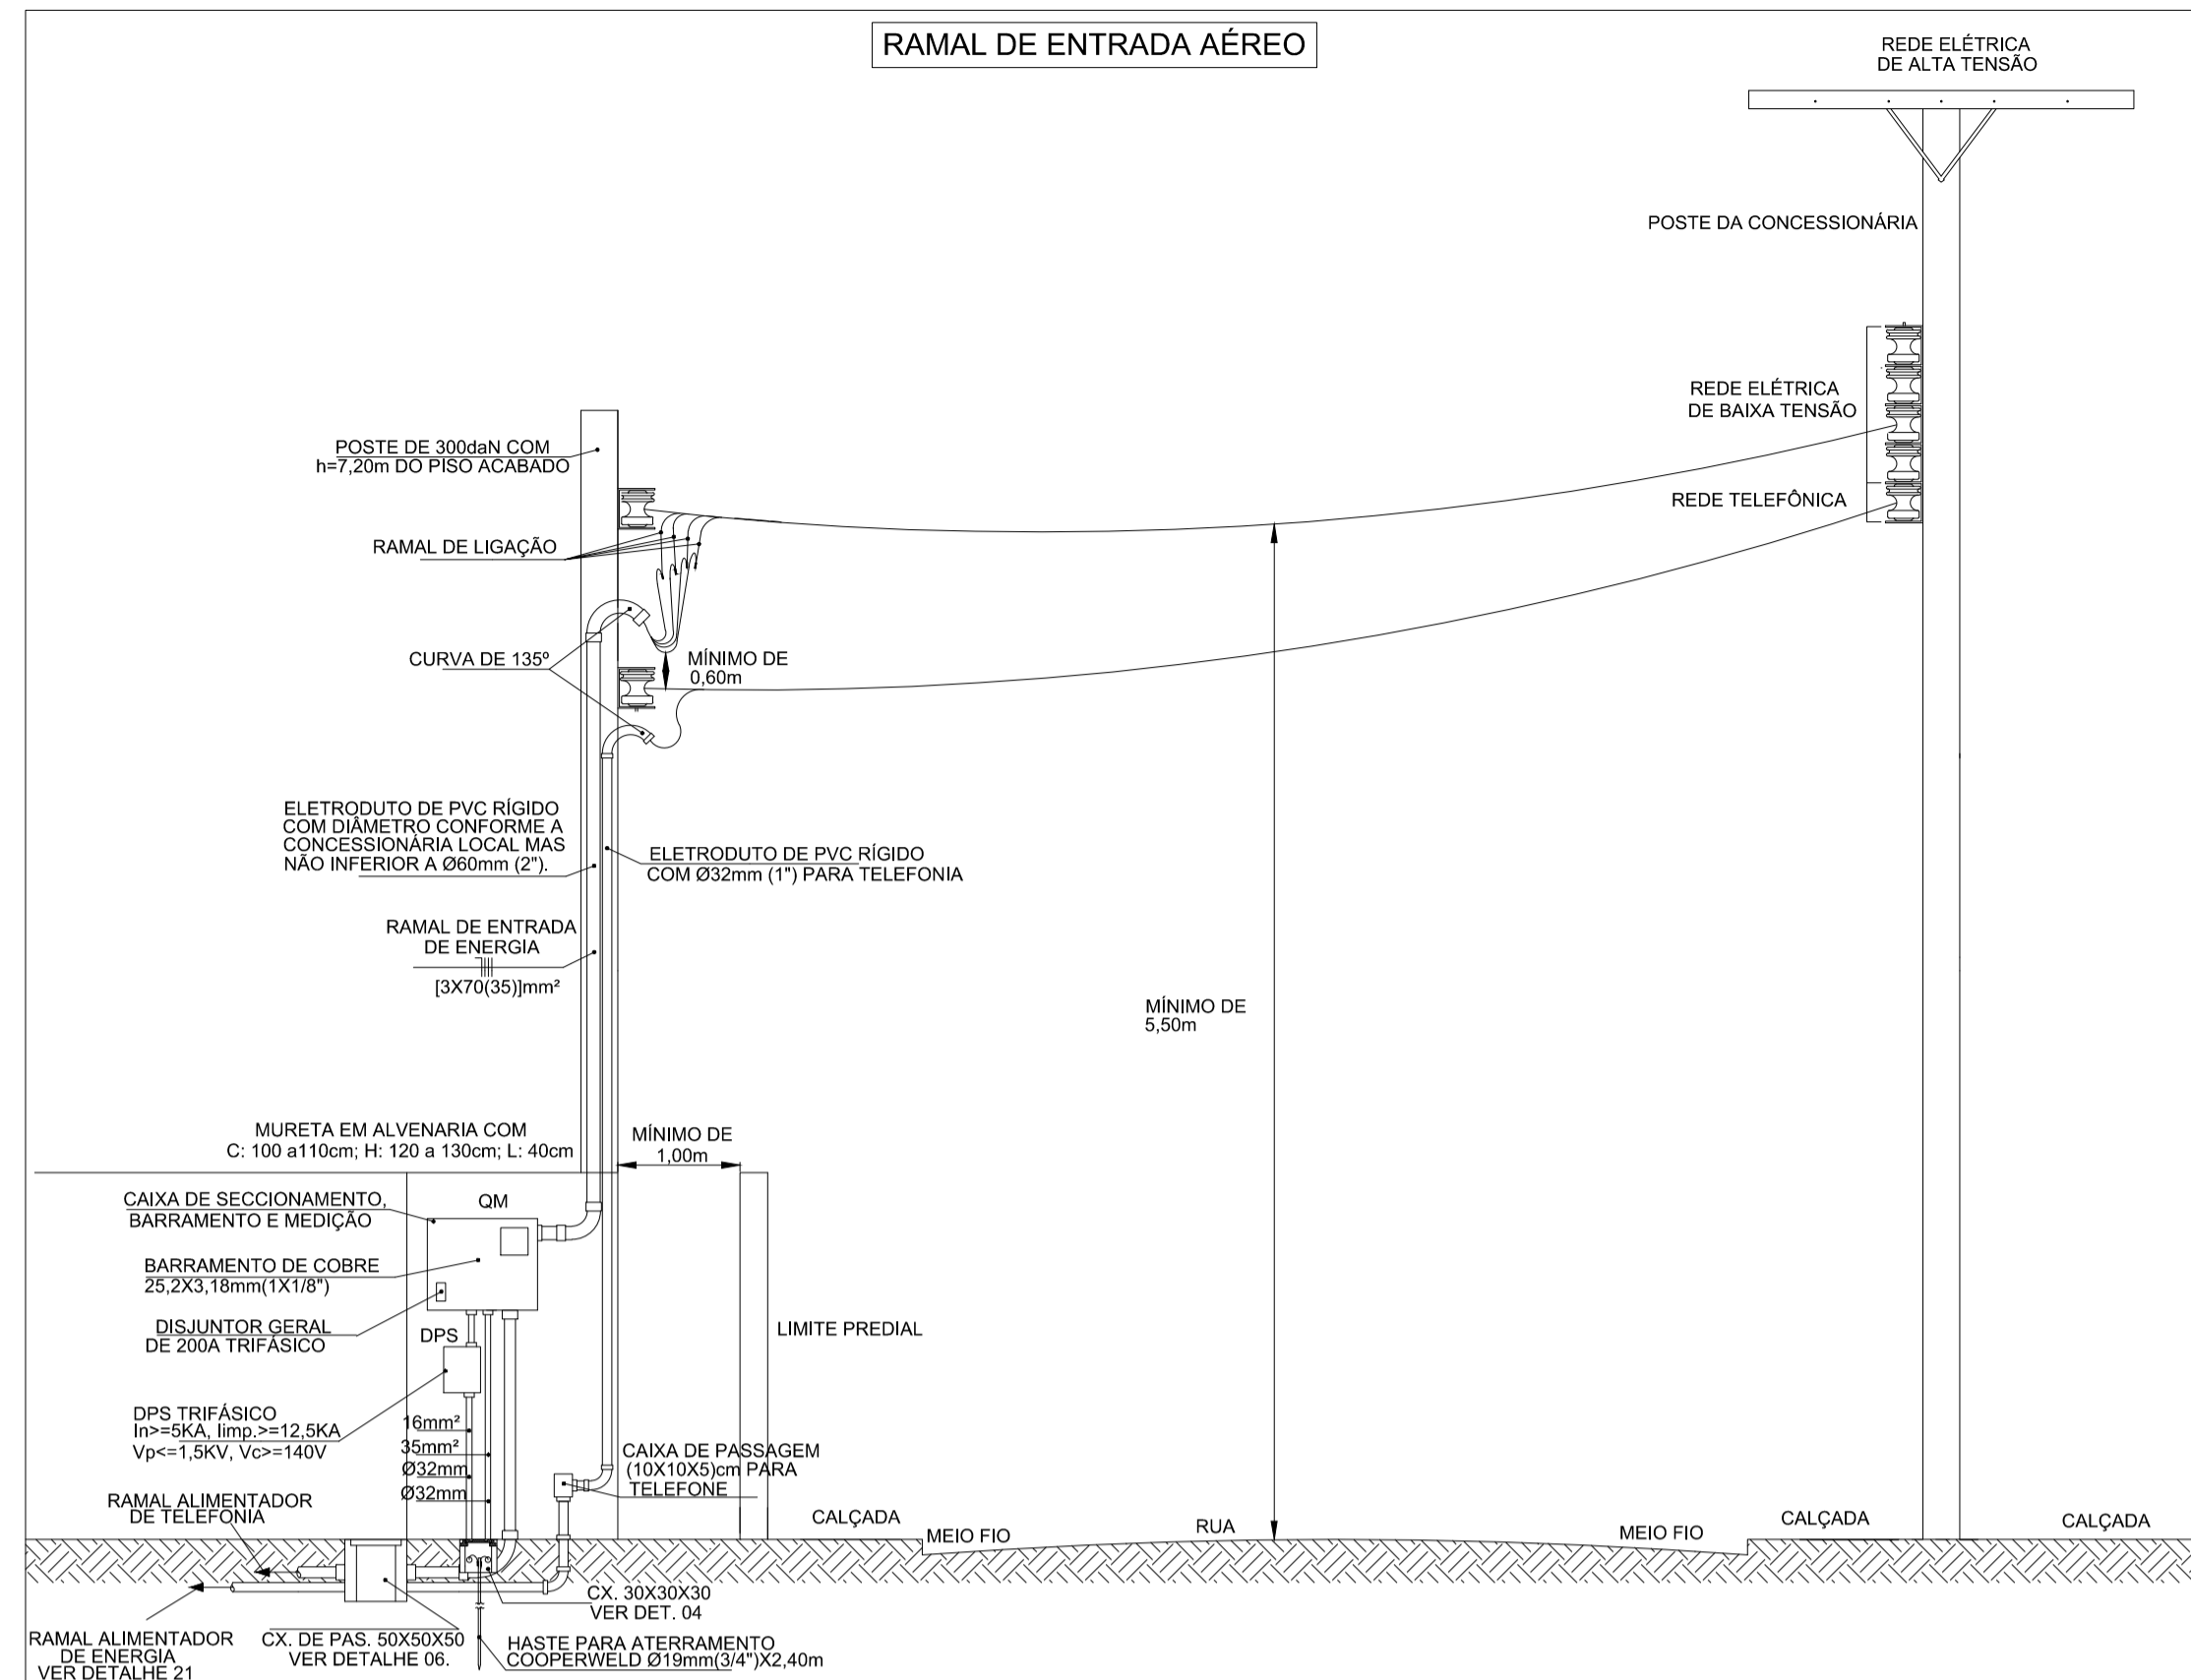 RAMAL DE ENTRADA AÉREO
REDE ELÉTRICA
DE ALTA TENSÃO
POSTE DA CONCESSIONÁRIA
REDE ELÉTRICA
DE BAIXA TENSÃO
REDE TELEFÔNICA
POSTE DE 300daN COM
h=7,20m DO PISO ACABADO
RAMAL DE LIGAÇÃO
CURVA DE 135º
MÍNIMO DE
0,60m
ELETRODUTO DE PVC RÍGIDO
COM DIÂMETRO CONFORME A
CONCESSIONÁRIA LOCAL MAS
NÃO INFERIOR A Ø60mm (2").
ELETRODUTO DE PVC RÍGIDO
COM Ø32mm (1") PARA TELEFONIA
RAMAL DE ENTRADA
DE ENERGIA
[3X70(35)]mm²
MÍNIMO DE
5,50m
MURETA EM ALVENARIA COM
C: 100 a110cm; H: 120 a 130cm; L: 40cm
MÍNIMO DE
1,00m
CAIXA DE SECCIONAMENTO,
BARRAMENTO E MEDIÇÃO
QM
BARRAMENTO DE COBRE
25,2X3,18mm(1X1/8")
DISJUNTOR GERAL
DE 200A TRIFÁSICO
DPS
LIMITE PREDIAL
DPS TRIFÁSICO
In>=5KA, Iimp.>=12,5KA
Vp<=1,5KV, Vc>=140V
16mm²
35mm²
Ø32mm
Ø32mm
CAIXA DE PASSAGEM
(10X10X5)cm PARA
TELEFONE
RAMAL ALIMENTADOR
DE TELEFONIA
CALÇADA
MEIO FIO
RUA
MEIO FIO
CALÇADA
CALÇADA
CX. 30X30X30
VER DET. 04
RAMAL ALIMENTADOR
DE ENERGIA
VER DETALHE 21
CX. DE PAS. 50X50X50
VER DETALHE 06.
HASTE PARA ATERRAMENTO
COOPERWELD Ø19mm(3/4")X2,40m